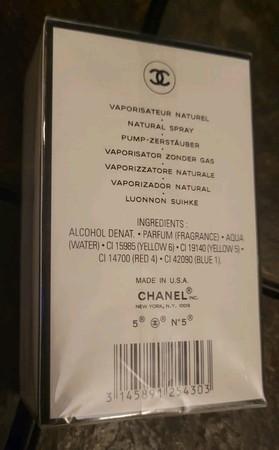 VAPORISATEUR NATUREL
•
NATURAL SPRAY
•
PUMP-ZERSTÄUBER
•
VAPORISATOR ZONDER GAS
•
VAPORIZZATORE NATURALE
•
VAPORIZADOR NATURAL
•
LUONNON SUIHKE
INGREDIENTS :
ALCOHOL DENAT. • PARFUM (FRAGRANCE) • AQUA
(WATER) • CI 15985 (YELLOW 6) • CI 19140 (YELLOW 5) •
CI 14700 (RED 4) • CI 42090 (BLUE 1).
MADE IN U.S.A.
CHANEL® INC.
NEW YORK, N.Y. 10019
5® ® N°5®
3 145891 254303